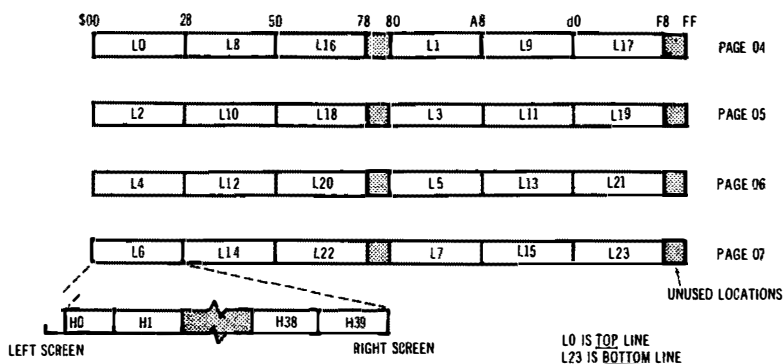 $00 28 50 78 80 A8 d0 F8 FF
L0 L8 L16 L1 L9 L17 PAGE 04
L2 L10 L18 L3 L11 L19 PAGE 05
L4 L12 L20 L5 L13 L21 PAGE 06
L6 L14 L22 L7 L15 L23 PAGE 07
UNUSED LOCATIONS
H0 H1 H38 H39
LEFT SCREEN RIGHT SCREEN
L0 IS TOP LINE
L23 IS BOTTOM LINE